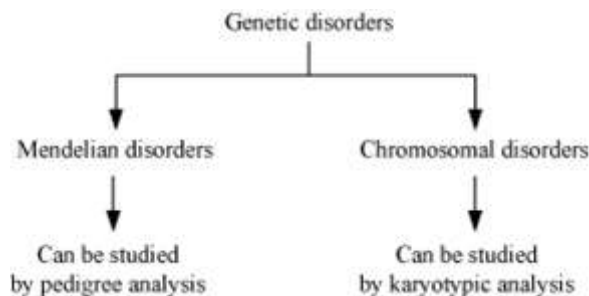 Genetic disorders
Mendelian disorders
Chromosomal disorders
Can be studied
by pedigree analysis
Can be studied
by karyotypic analysis